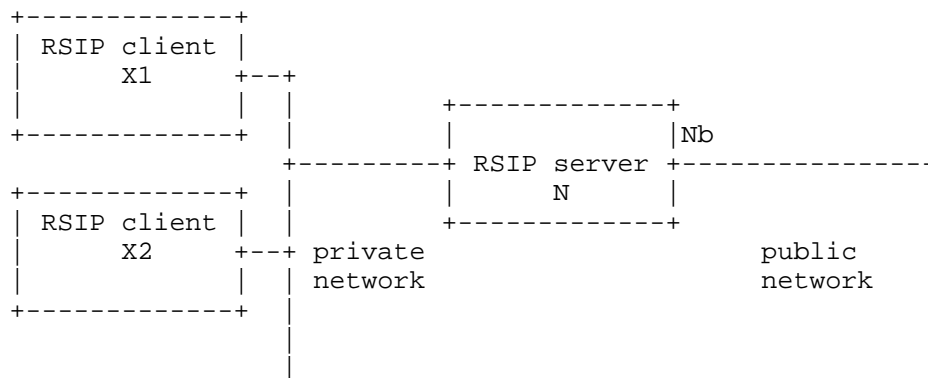 RSIP client
X1
Nb
RSIP server
N
RSIP client
X2
private
network
public
network